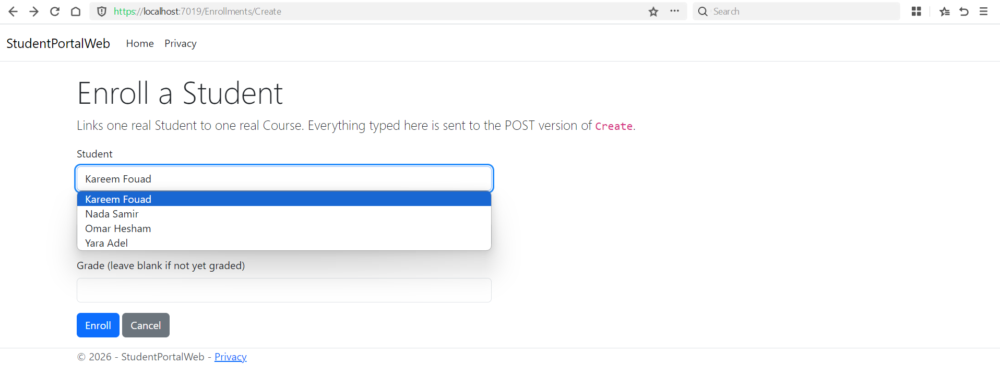 https://localhost:7019/Enrollments/Create
Search
StudentPortalWeb Home Privacy
Enroll a Student
Links one real Student to one real Course. Everything typed here is sent to the POST version of Create.
Student
Kareem Fouad
Kareem Fouad
Nada Samir
Omar Hesham
Yara Adel
Grade (leave blank if not yet graded)
Enroll Cancel
© 2026 - StudentPortalWeb - Privacy